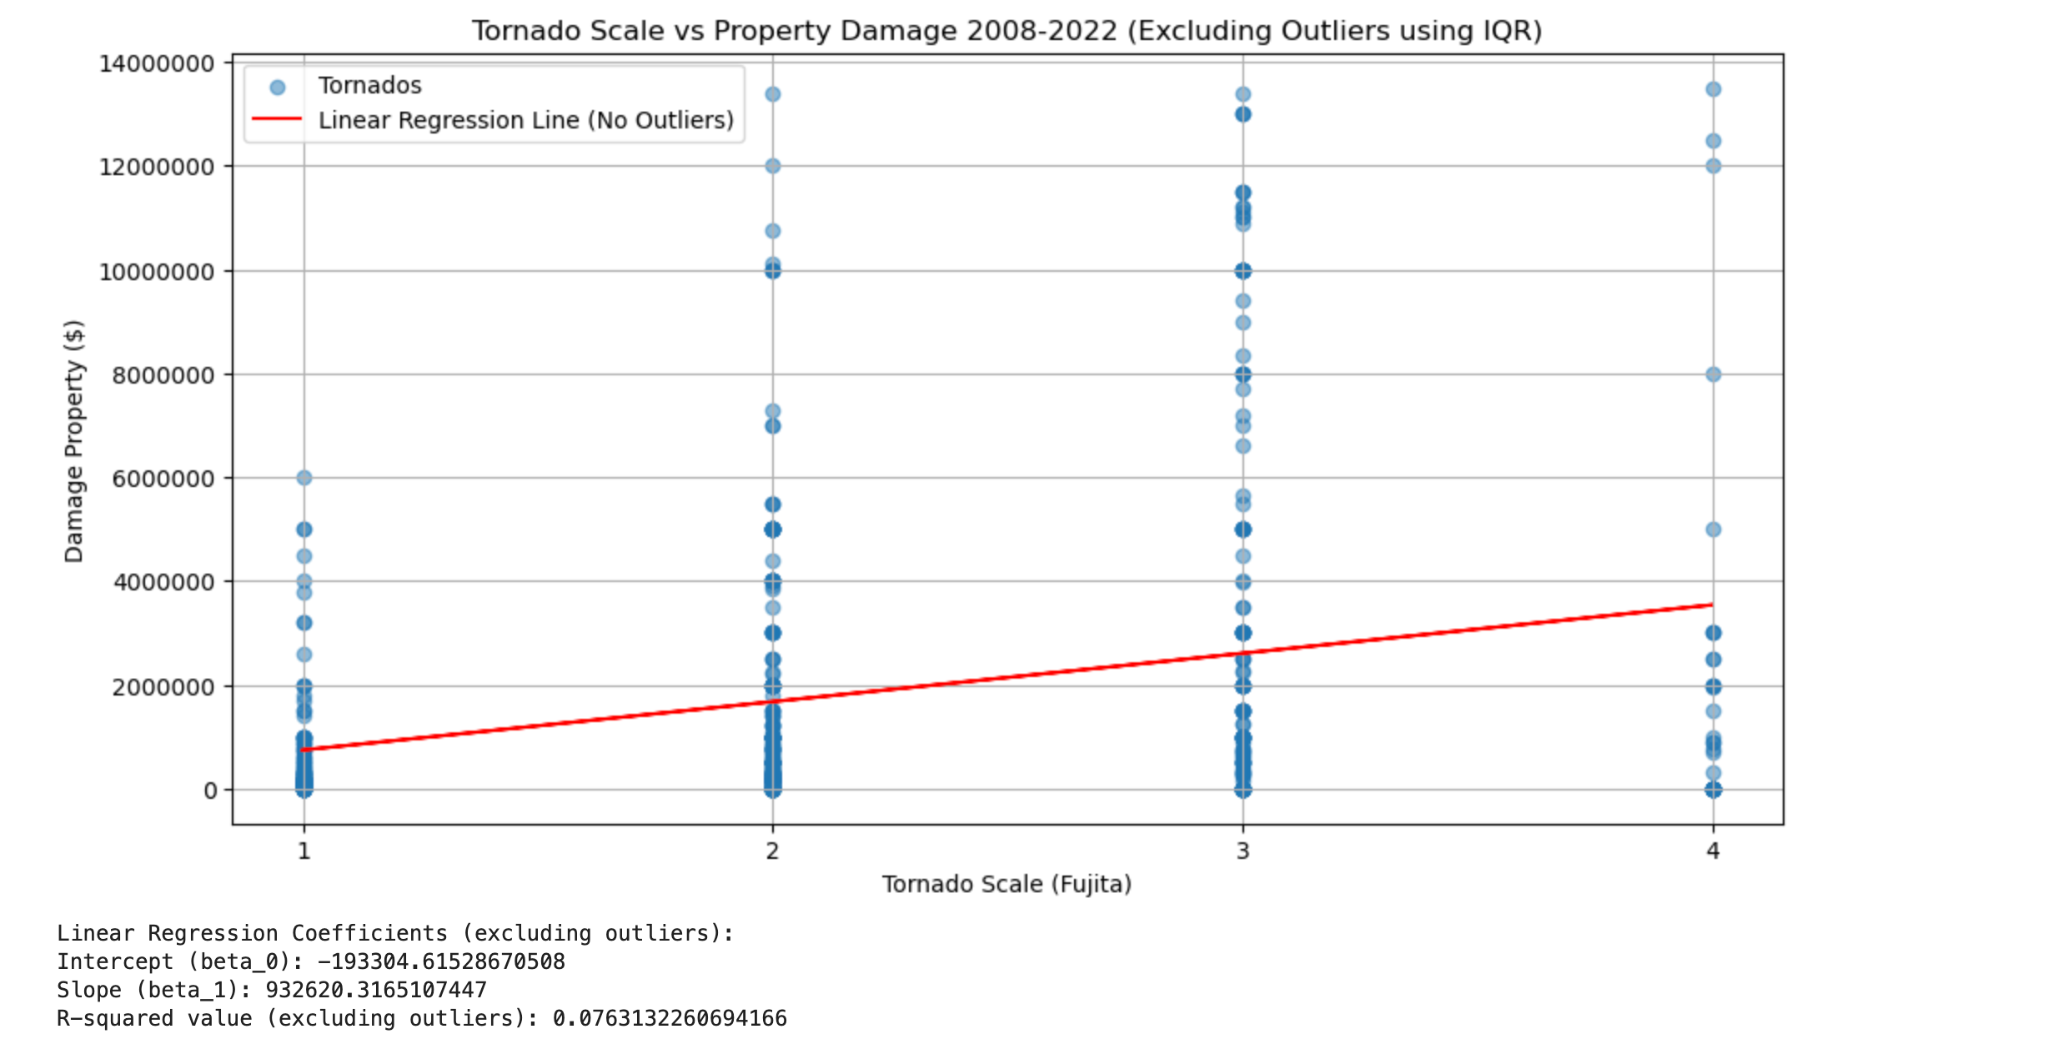 Tornado Scale vs Property Damage 2008-2022 (Excluding Outliers using IQR)
Tornados
Linear Regression Line (No Outliers)
14000000
12000000
10000000
8000000
6000000
4000000
2000000
0
Damage Property ($)
1 2 3 4
Tornado Scale (Fujita)
Linear Regression Coefficients (excluding outliers):
Intercept (beta_0): -193304.61528670508
Slope (beta_1): 932620.3165107447
R-squared value (excluding outliers): 0.0763132260694166